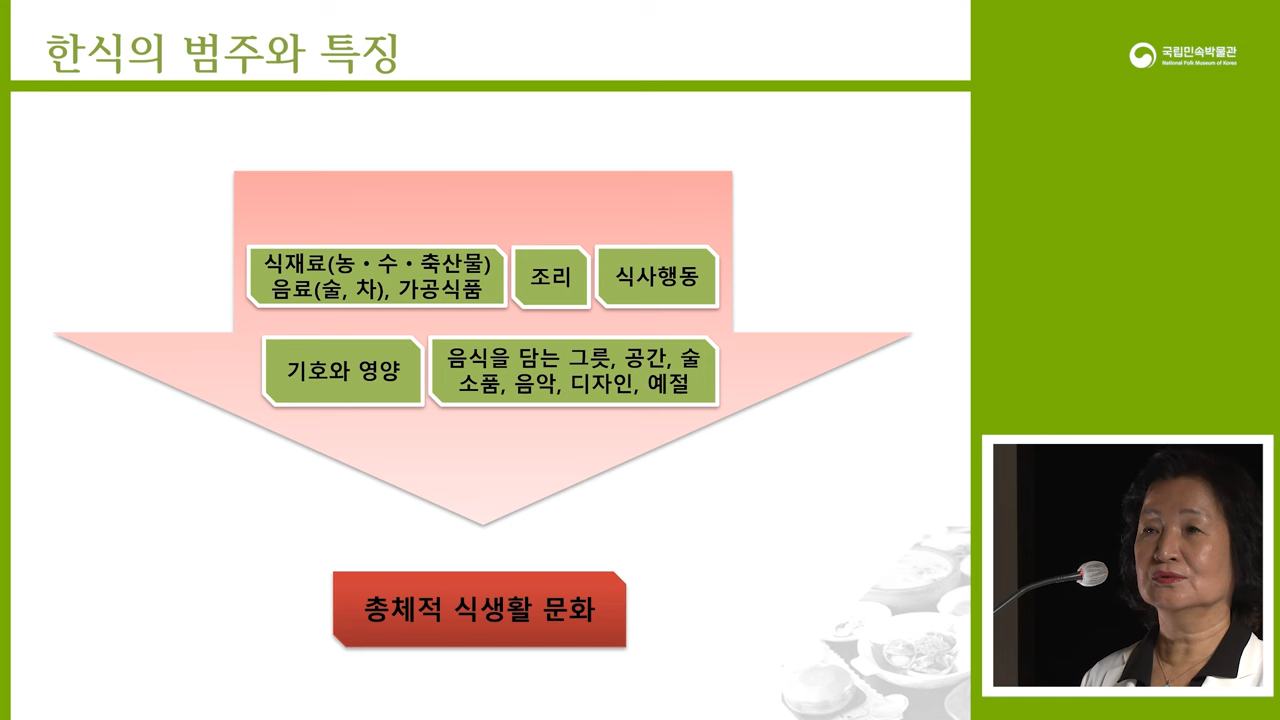 한식의 범주와 특징
국립민속박물관
National Folk Museum of Korea
식재료(농·수·축산물)
음료(술, 차), 가공식품
조리
식사행동
기호와 영양
음식을 담는 그릇, 공간, 술
소품, 음악, 디자인, 예절
총체적 식생활 문화